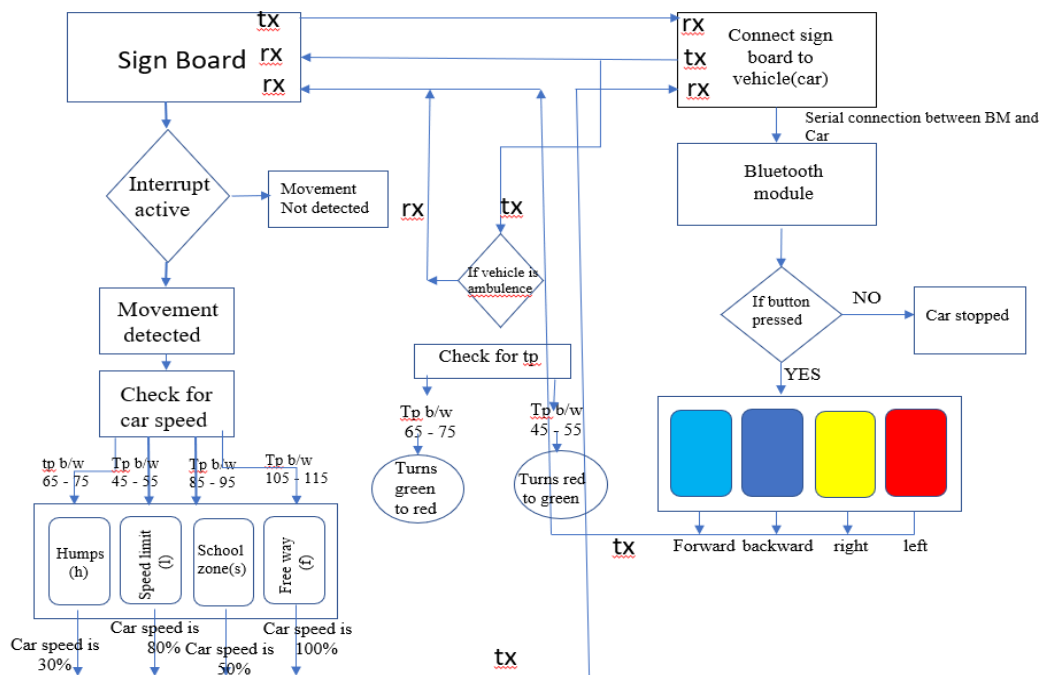 tx
Sign Board
rx
rx
rx
Connect sign
tx
board to
rx
vehicle(car)
Serial connection between BM and
Car
Interrupt
active
Movement
Not detected
rx
tx
Bluetooth
module
If vehicle is
ambulence
Movement
detected
If button
pressed
NO
Car stopped
YES
Check for
car speed
Check for tp
Tp b/w
65 - 75
Tp b/w
45 - 55
tp b/w
65 - 75
Tp b/w
45 - 55
Tp b/w
85 - 95
Tp b/w
105 - 115
Turns
green
to red
Turns red
to green
Humps
(h)
Speed limit
(l)
School
zone(s)
Free way
(f)
tx
Forward
backward
right
left
Car speed is
30%
Car speed is
80%
Car speed is
50%
Car speed is
100%
tx